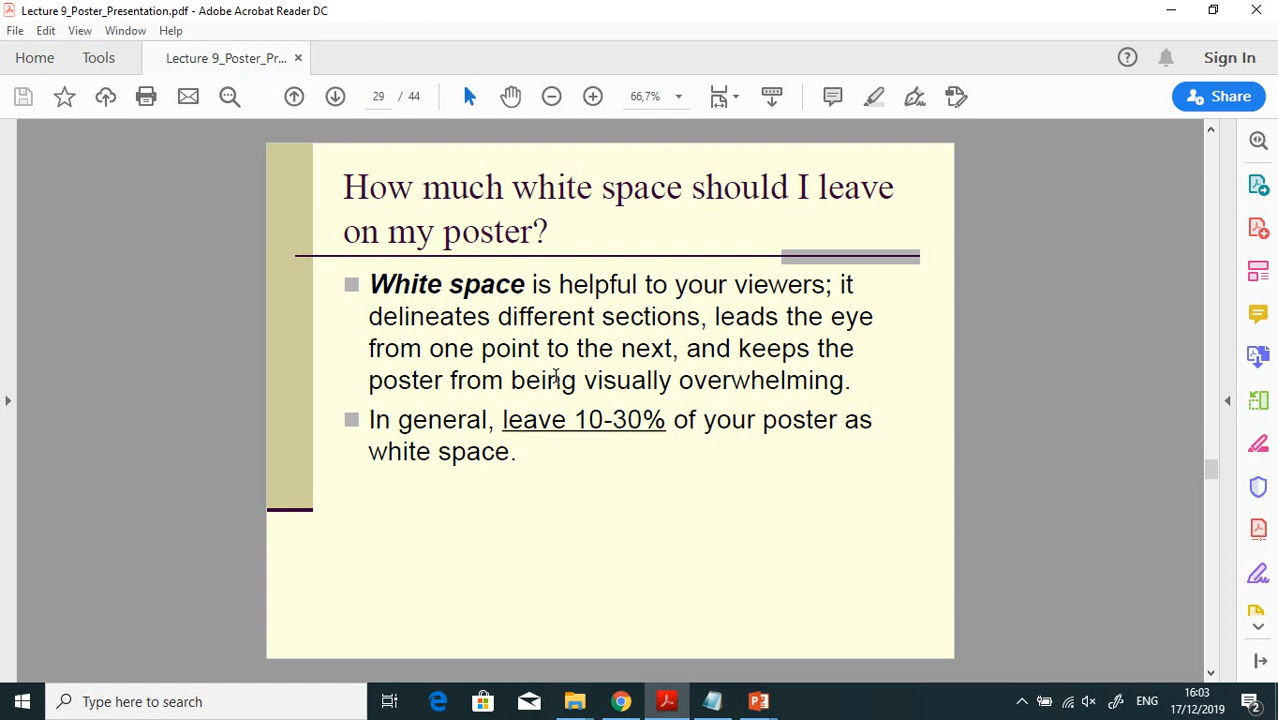 Lecture 9_Poster_Presentation.pdf - Adobe Acrobat Reader DC
File Edit View Window Help
Home Tools Lecture 9_Poster_Pr... × Sign In
29 / 44 66,7% Share
How much white space should I leave
on my poster?
White space is helpful to your viewers; it
delineates different sections, leads the eye
from one point to the next, and keeps the
poster from being visually overwhelming.
In general, leave 10-30% of your poster as
white space.
Type here to search ENG 16:03
17/12/2019 2